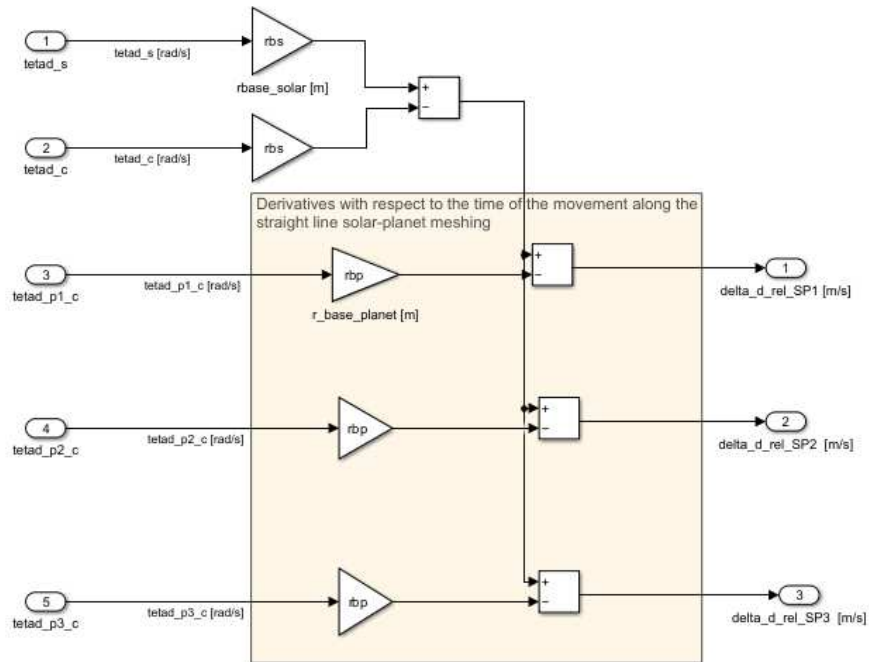 1
tetad_s
tetad_s [rad/s]
rbs
rbase_solar [m]
+
−
2
tetad_c
tetad_c [rad/s]
rbs
Derivatives with respect to the time of the movement along the
straight line solar-planet meshing
3
tetad_p1_c
tetad_p1_c [rad/s]
rbp
r_base_planet [m]
+
−
1
delta_d_rel_SP1 [m/s]
4
tetad_p2_c
tetad_p2_c [rad/s]
rbp
+
−
2
delta_d_rel_SP2 [m/s]
5
tetad_p3_c
tetad_p3_c [rad/s]
rbp
+
−
3
delta_d_rel_SP3 [m/s]